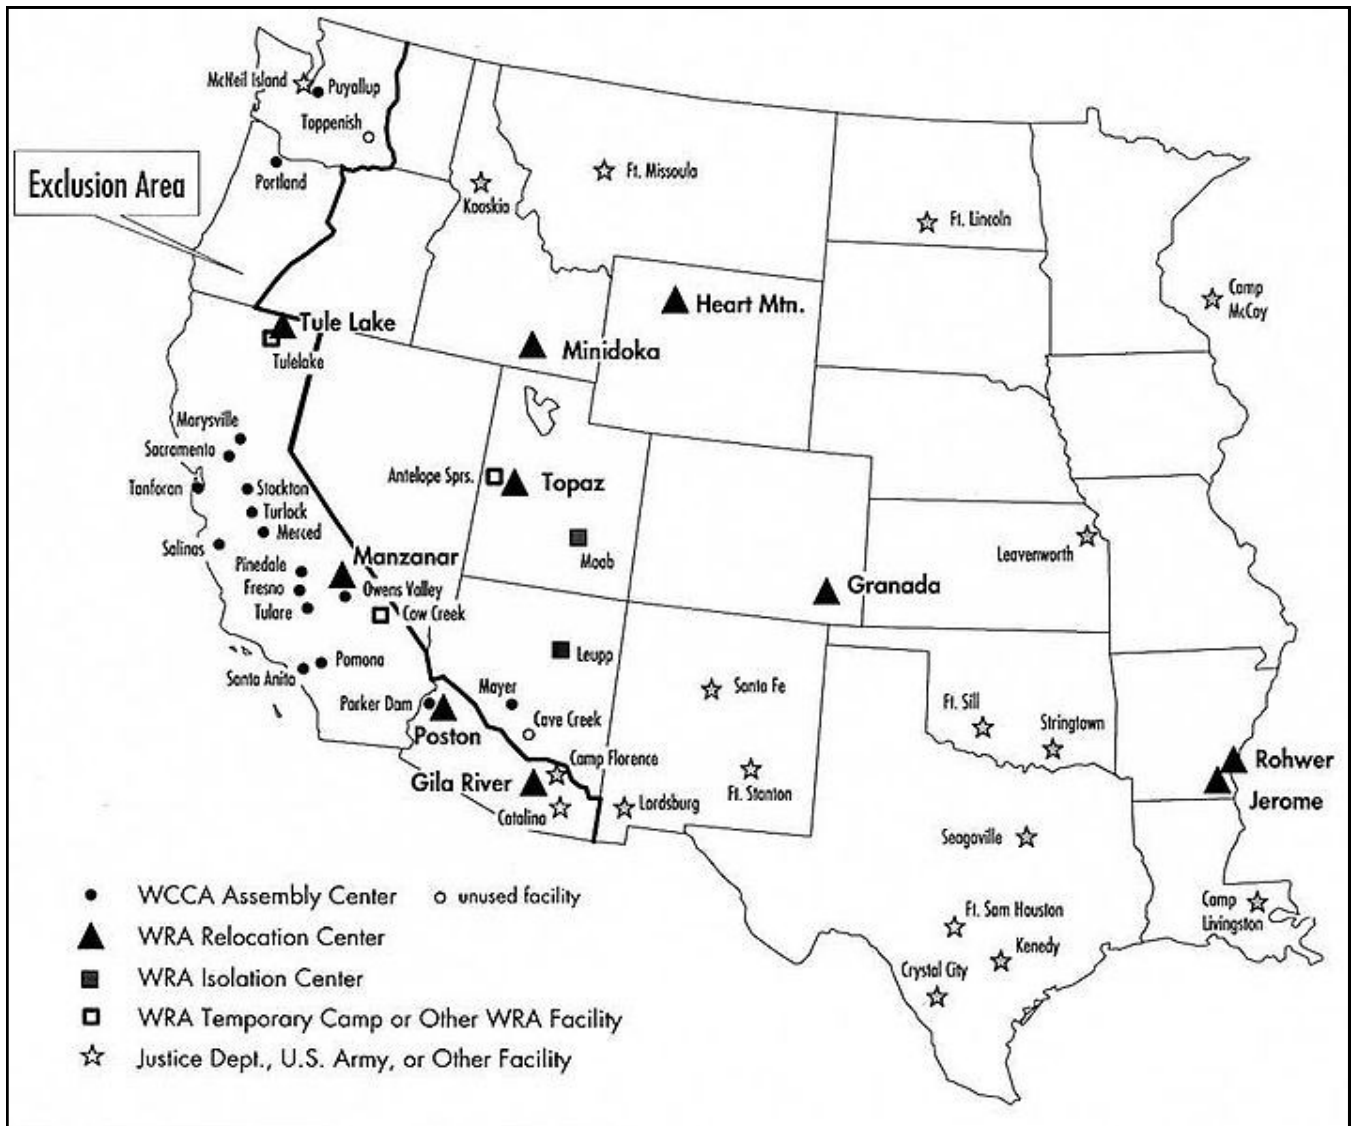 McNeil Island
Puyallup
Toppenish
Exclusion Area
Portland
Kooskia
Ft. Missoula
Ft. Lincoln
Camp
McCoy
Heart Mtn.
Tule Lake
Tulelake
Minidoka
Marysville
Sacramento
Antelope Sprs.
Topaz
Tanforan
Stockton
Turlock
Merced
Salinas
Moab
Leavenworth
Manzanar
Pinedale
Fresno
Owens Valley
Tulare
Cow Creek
Granada
Leupp
Pomona
Santa Anita
Parker Dam
Mayer
Santa Fe
Poston
Cave Creek
Ft. Sill
Stringtown
Camp Florence
Gila River
Rohwer
Jerome
Catalina
Lordsburg
Ft. Stanton
Seagoville
Ft. Sam Houston
Kenedy
Crystal City
Camp
Livingston
WCCA Assembly Center
unused facility
WRA Relocation Center
WRA Isolation Center
WRA Temporary Camp or Other WRA Facility
Justice Dept., U.S. Army, or Other Facility